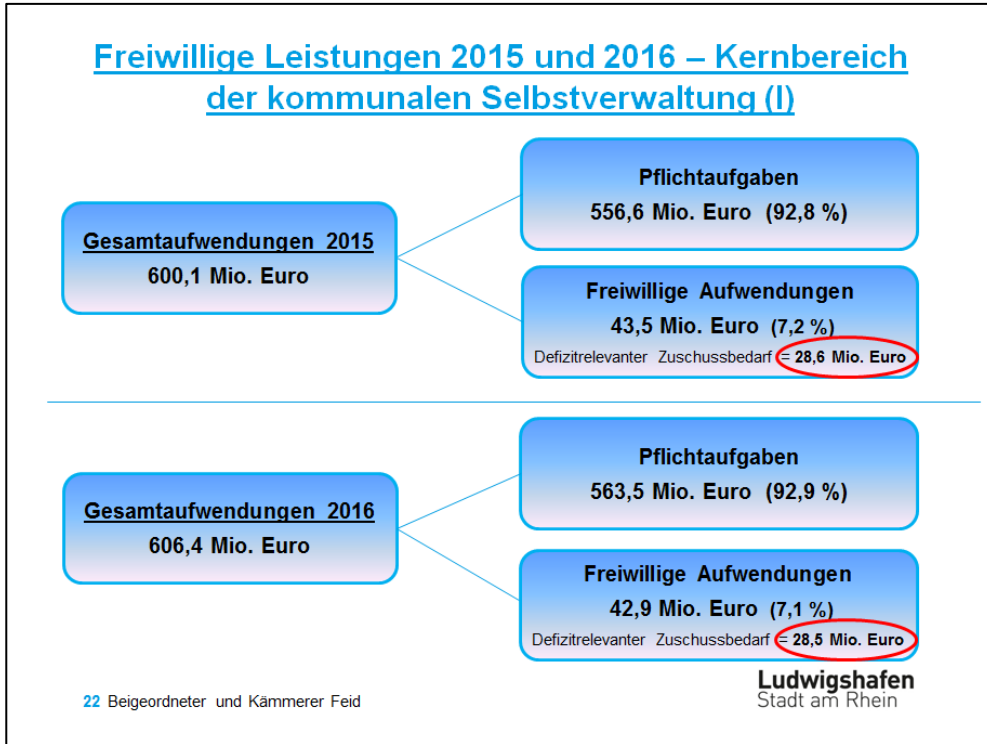 Freiwillige Leistungen 2015 und 2016 – Kernbereich
der kommunalen Selbstverwaltung (I)
Gesamtaufwendungen 2015
600,1 Mio. Euro
Pflichtaufgaben
556,6 Mio. Euro (92,8 %)
Freiwillige Aufwendungen
43,5 Mio. Euro (7,2 %)
Defizitrelevanter Zuschussbedarf = 28,6 Mio. Euro
Gesamtaufwendungen 2016
606,4 Mio. Euro
Pflichtaufgaben
563,5 Mio. Euro (92,9 %)
Freiwillige Aufwendungen
42,9 Mio. Euro (7,1 %)
Defizitrelevanter Zuschussbedarf = 28,5 Mio. Euro
22 Beigeordneter und Kämmerer Feid
Ludwigshafen
Stadt am Rhein